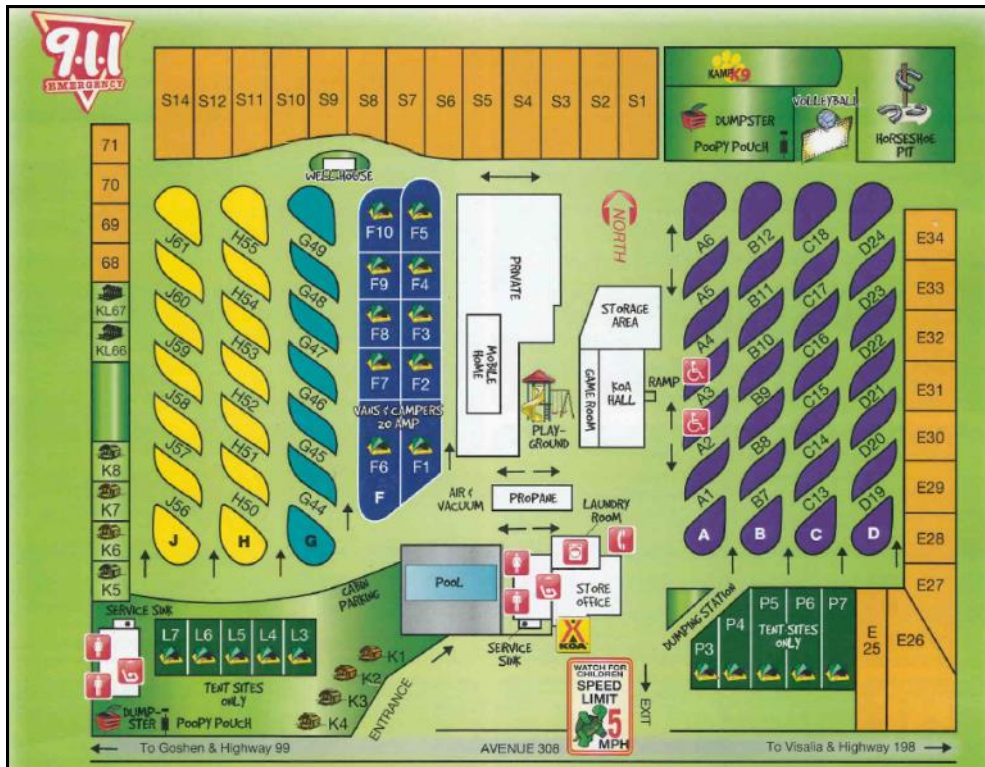 9·1·1
EMERGENCY
S14 S12 S11 S10 S9 S8 S7 S6 S5 S4 S3 S2 S1
KAMP K9
DUMPSTER
POOPY POUCH
VOLLEYBALL
HORSESHOE
PIT
WELL HOUSE
71
70
69
68
KL67
KL66
K8
K7
K6
K5
J61
J60
J59
J58
J57
J56
J
H55
H54
H53
H52
H51
H50
H
G49
G48
G47
G46
G45
G44
G
F10 F5
F9 F4
F8 F3
F7 F2
VANS & CAMPERS
20 AMP
F6 F1
F
PRIVATE
MOBILE
HOME
PLAY-
GROUND
NORTH
STORAGE
AREA
GAME ROOM
KOA
HALL
RAMP
AIR &
VACUUM
PROPANE
LAUNDRY
ROOM
A6
A5
A4
A3
A2
A1
A
B12
B11
B10
B9
B8
B7
B
C18
C17
C16
C15
C14
C13
C
D24
D23
D22
D21
D20
D19
D
E34
E33
E32
E31
E30
E29
E28
E27
E26
E
25
CABIN
PARKING
POOL
STORE
OFFICE
SERVICE
SINK
KOA
SERVICE SINK
L7 L6 L5 L4 L3
TENT SITES
ONLY
K1
K2
K3
K4
DUMP-
STER
POOPY POUCH
ENTRANCE
WATCH FOR
CHILDREN
SPEED
LIMIT
5
MPH
EXIT
DUMPING STATION
P3 P4 P5 P6 P7
TENT SITES
ONLY
To Goshen & Highway 99
AVENUE 308
To Visalia & Highway 198